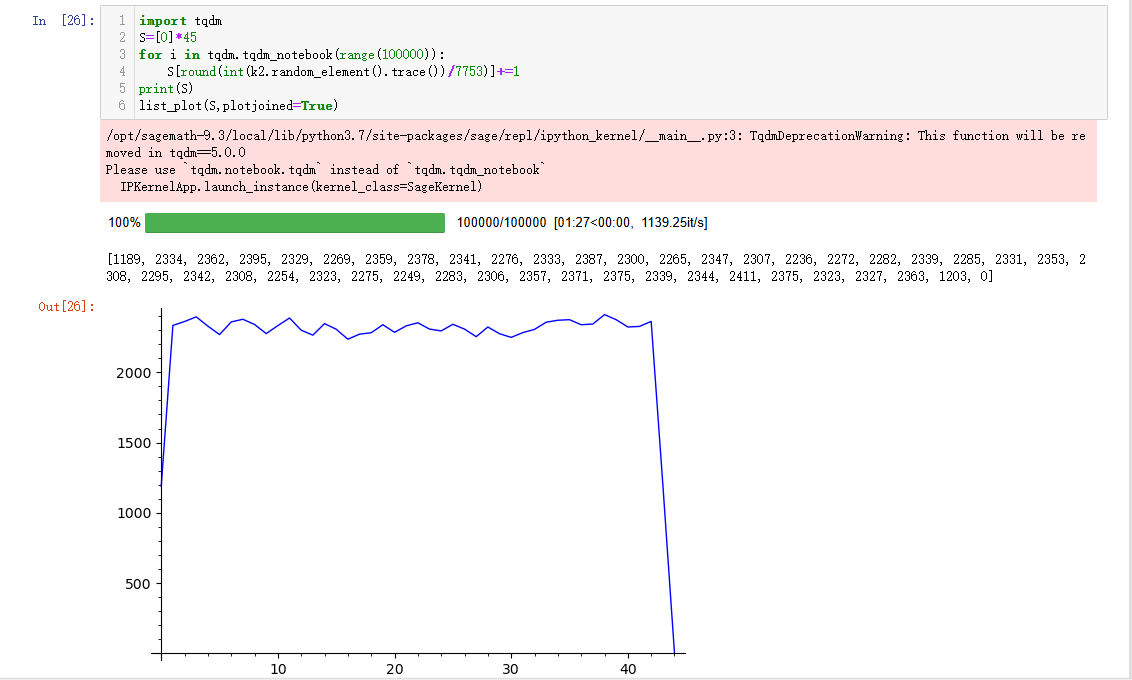 In [26]:
1 import tqdm
2 S=[0]*45
3 for i in tqdm.tqdm_notebook(range(100000)):
4     S[round(int(k2.random_element().trace())/7753)]+=1
5 print(S)
6 list_plot(S,plotjoined=True)
/opt/sagemath-9.3/local/lib/python3.7/site-packages/sage/repl/ipython_kernel/__main__.py:3: TqdmDeprecationWarning: This function will be re
moved in tqdm==5.0.0
Please use `tqdm.notebook.tqdm` instead of `tqdm.tqdm_notebook`
  IPKernelApp.launch_instance(kernel_class=SageKernel)
100% 100000/100000 [01:27<00:00, 1139.25it/s]
[1189, 2334, 2362, 2395, 2329, 2269, 2359, 2378, 2341, 2276, 2333, 2387, 2300, 2265, 2347, 2307, 2236, 2272, 2282, 2339, 2285, 2331, 2353, 2
308, 2295, 2342, 2308, 2254, 2323, 2275, 2249, 2283, 2306, 2357, 2371, 2375, 2339, 2344, 2411, 2375, 2323, 2327, 2363, 1203, 0]
Out[26]:
2000
1500
1000
500
10 20 30 40